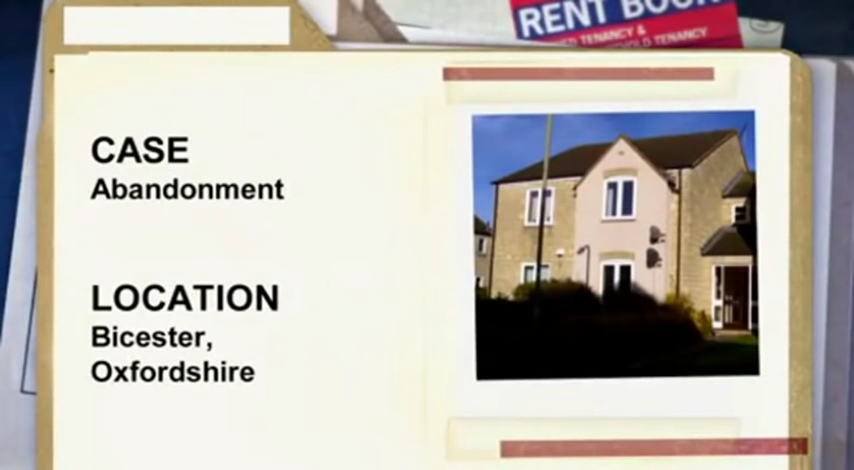 RENT BOOK
TENANCY &
TENANCY
CASE
Abandonment
LOCATION
Bicester,
Oxfordshire